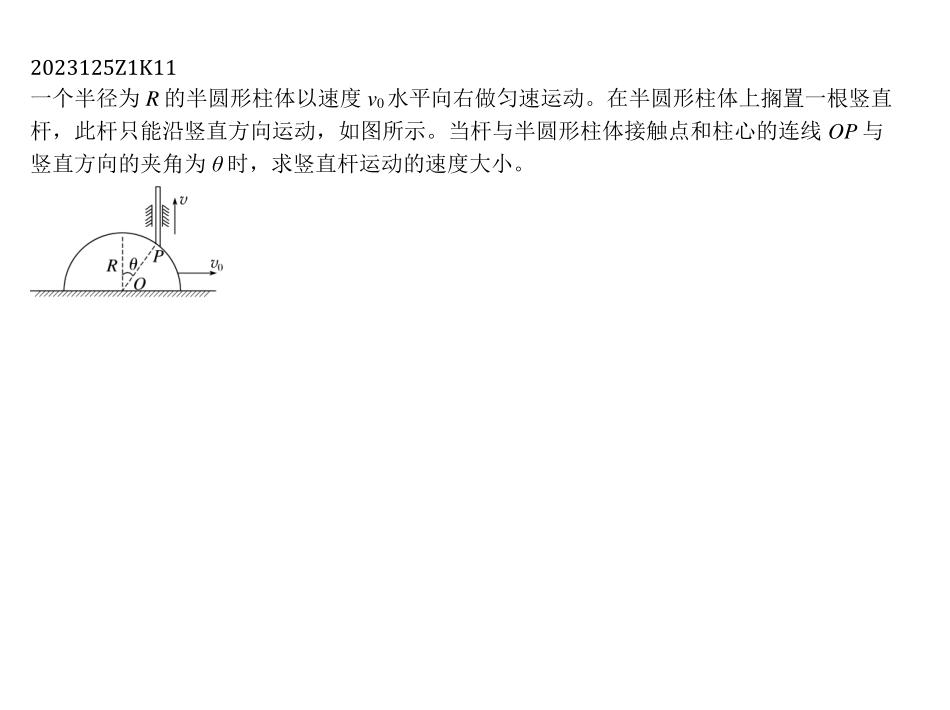 2023125Z1K11
一个半径为 R 的半圆形柱体以速度 v₀水平向右做匀速运动。在半圆形柱体上搁置一根竖直
杆，此杆只能沿竖直方向运动，如图所示。当杆与半圆形柱体接触点和柱心的连线 OP 与
竖直方向的夹角为 θ 时，求竖直杆运动的速度大小。
v
P
R θ
v₀
O